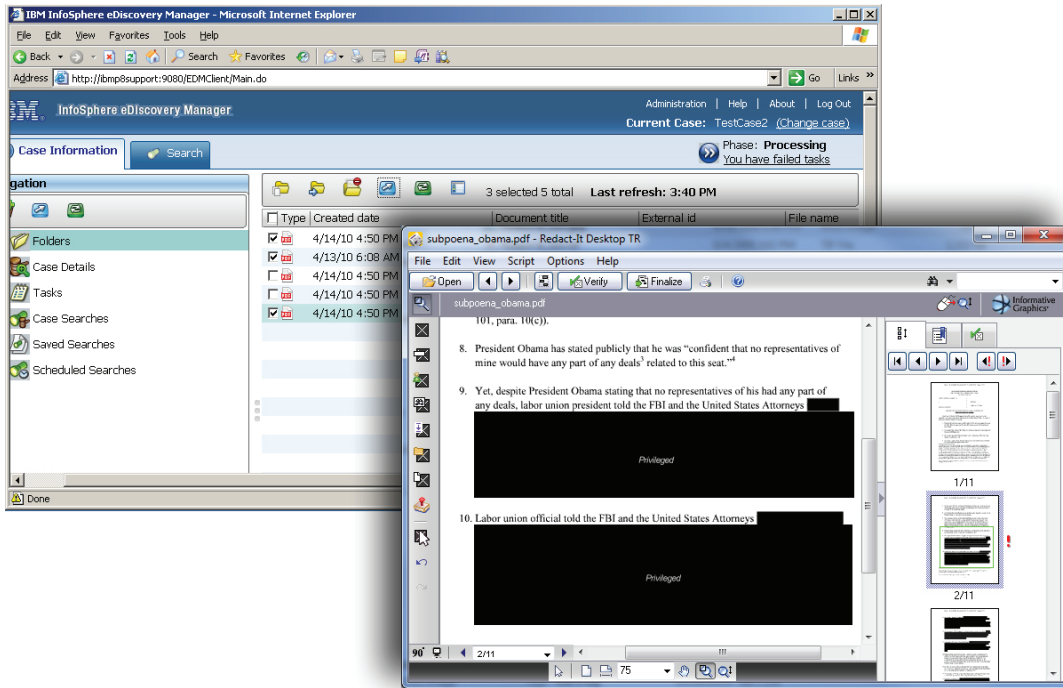 IBM InfoSphere eDiscovery Manager - Microsoft Internet Explorer
File Edit View Favorites Tools Help
Back Search Favorites
Address http://ibmp8support:9080/EDMClient/Main.do Go Links »
InfoSphere eDiscovery Manager
Administration | Help | About | Log Out
Current Case: TestCase2 (Change case)
Case Information Search
Phase: Processing
You have failed tasks
gation
3 selected 5 total Last refresh: 3:40 PM
Type Created date Document title External id File name
Folders
4/14/10 4:50 PM
Case Details
4/13/10 6:08 AM
4/14/10 4:50 PM
Tasks
4/14/10 4:50 PM
Case Searches
4/14/10 4:50 PM
Saved Searches
Scheduled Searches
Done
subpoena_obama.pdf - Redact-It Desktop TR
File Edit View Script Options Help
Open Verify Finalize
subpoena_obama.pdf
Informative Graphics
101, para. 10(c)).
8. President Obama has stated publicly that he was “confident that no representatives of
mine would have any part of any deals3 related to this seat.”4
9. Yet, despite President Obama stating that no representatives of his had any part of
any deals, labor union president told the FBI and the United States Attorneys
Privileged
10. Labor union official told the FBI and the United States Attorneys
Privileged
1/11
2/11
90° 2/11
75